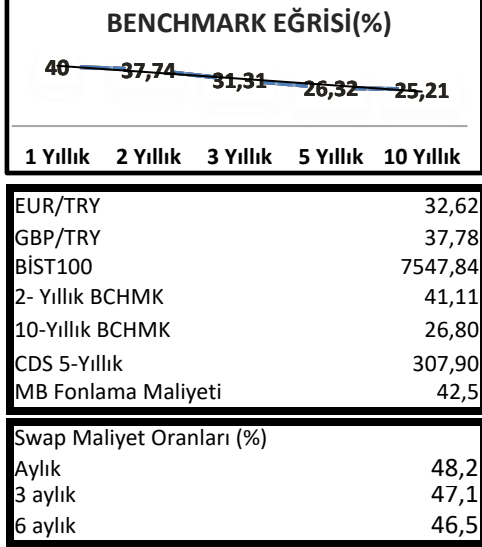 BENCHMARK EĞRİSİ(%)
40 37,74 31,31 26,32 25,21
1 Yıllık 2 Yıllık 3 Yıllık 5 Yıllık 10 Yıllık
EUR/TRY 32,62
GBP/TRY 37,78
BİST100 7547,84
2- Yıllık BCHMK 41,11
10-Yıllık BCHMK 26,80
CDS 5-Yıllık 307,90
MB Fonlama Maliyeti 42,5
Swap Maliyet Oranları (%)
Aylık 48,2
3 aylık 47,1
6 aylık 46,5